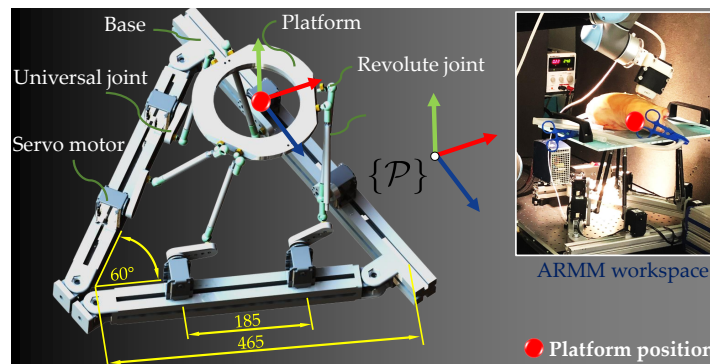 Base
Platform
Universal joint
Revolute joint
Servo motor
{P}
60°
185
465
ARMM workspace
Platform position